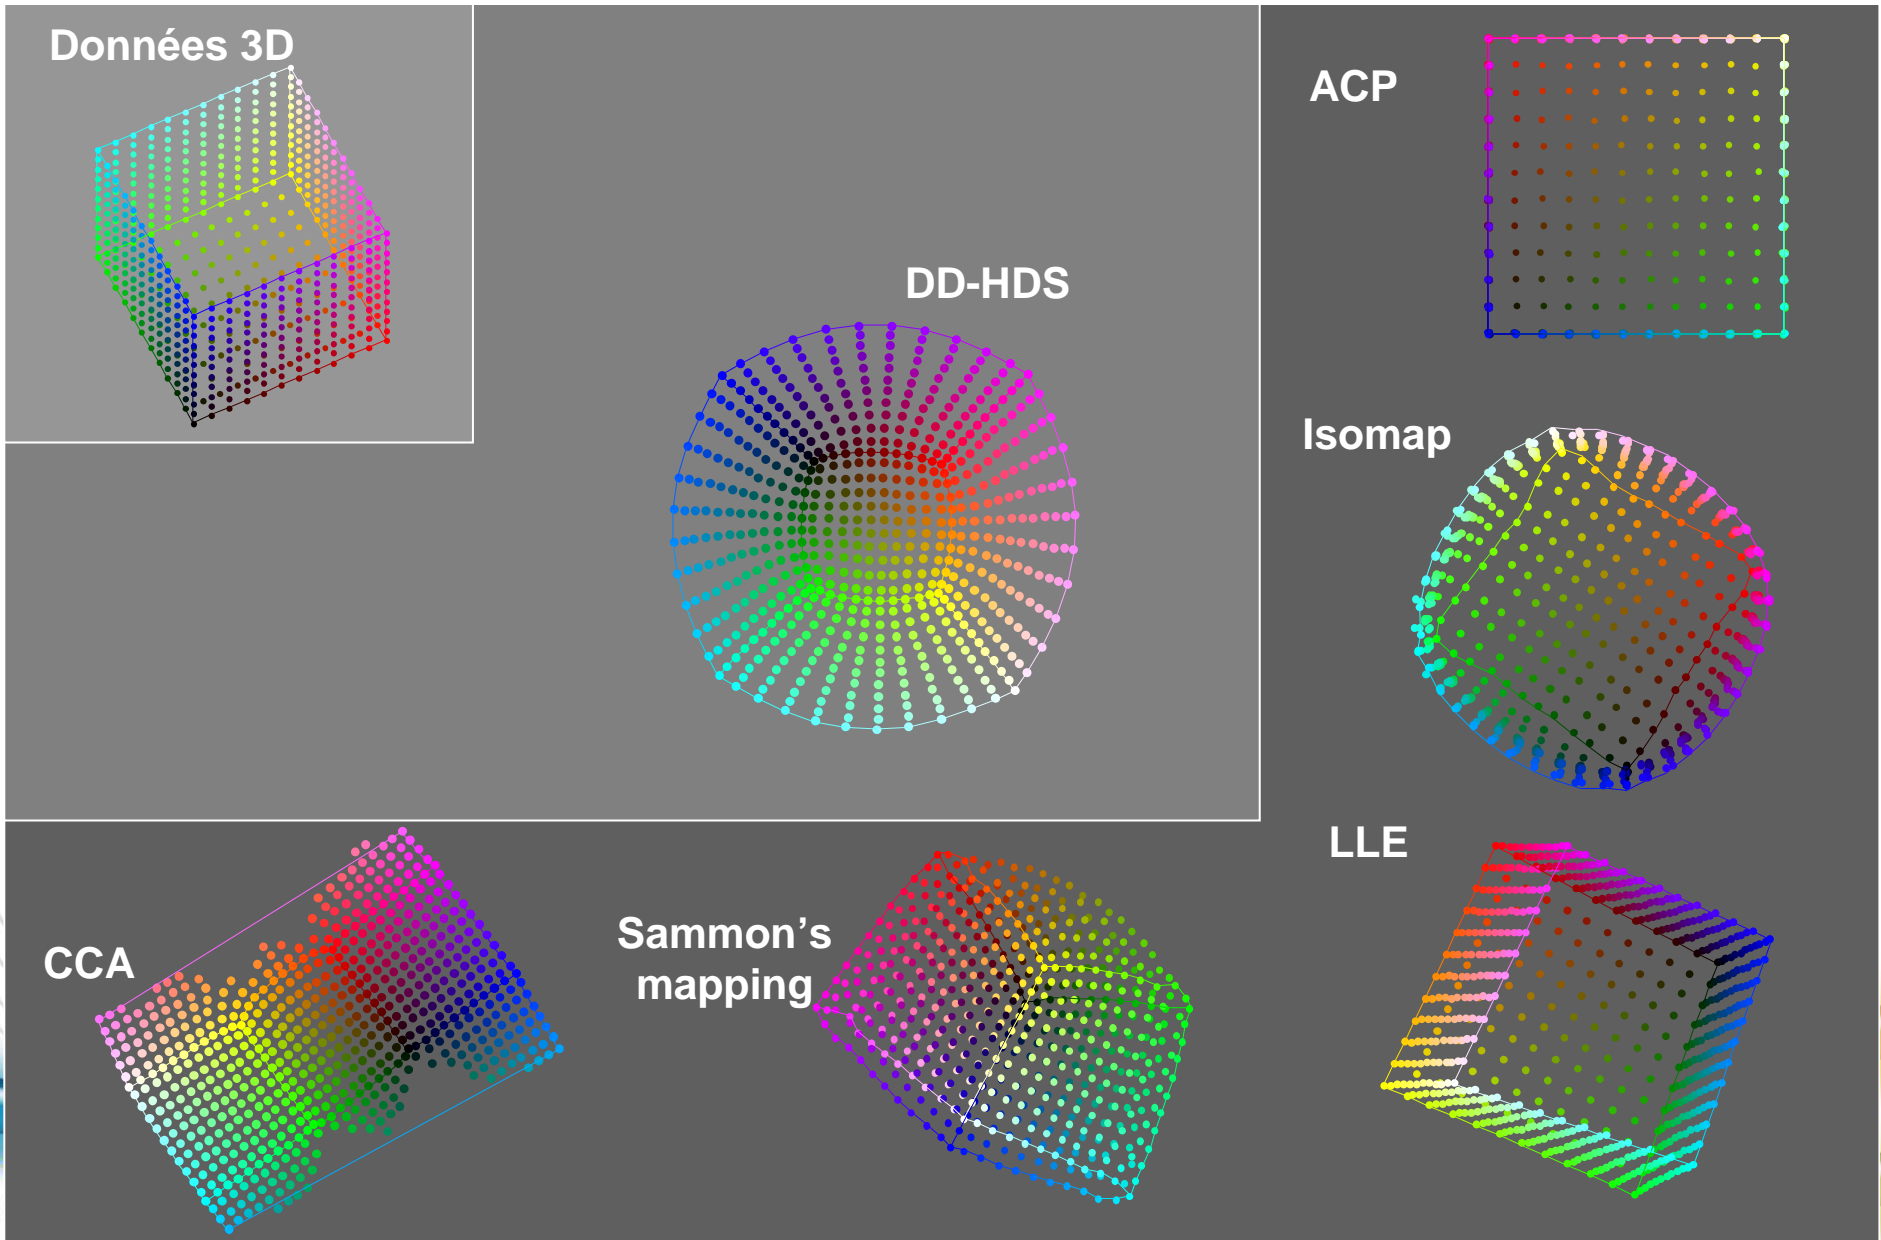 Données 3D
ACP
DD-HDS
Isomap
LLE
CCA
Sammon’s
mapping